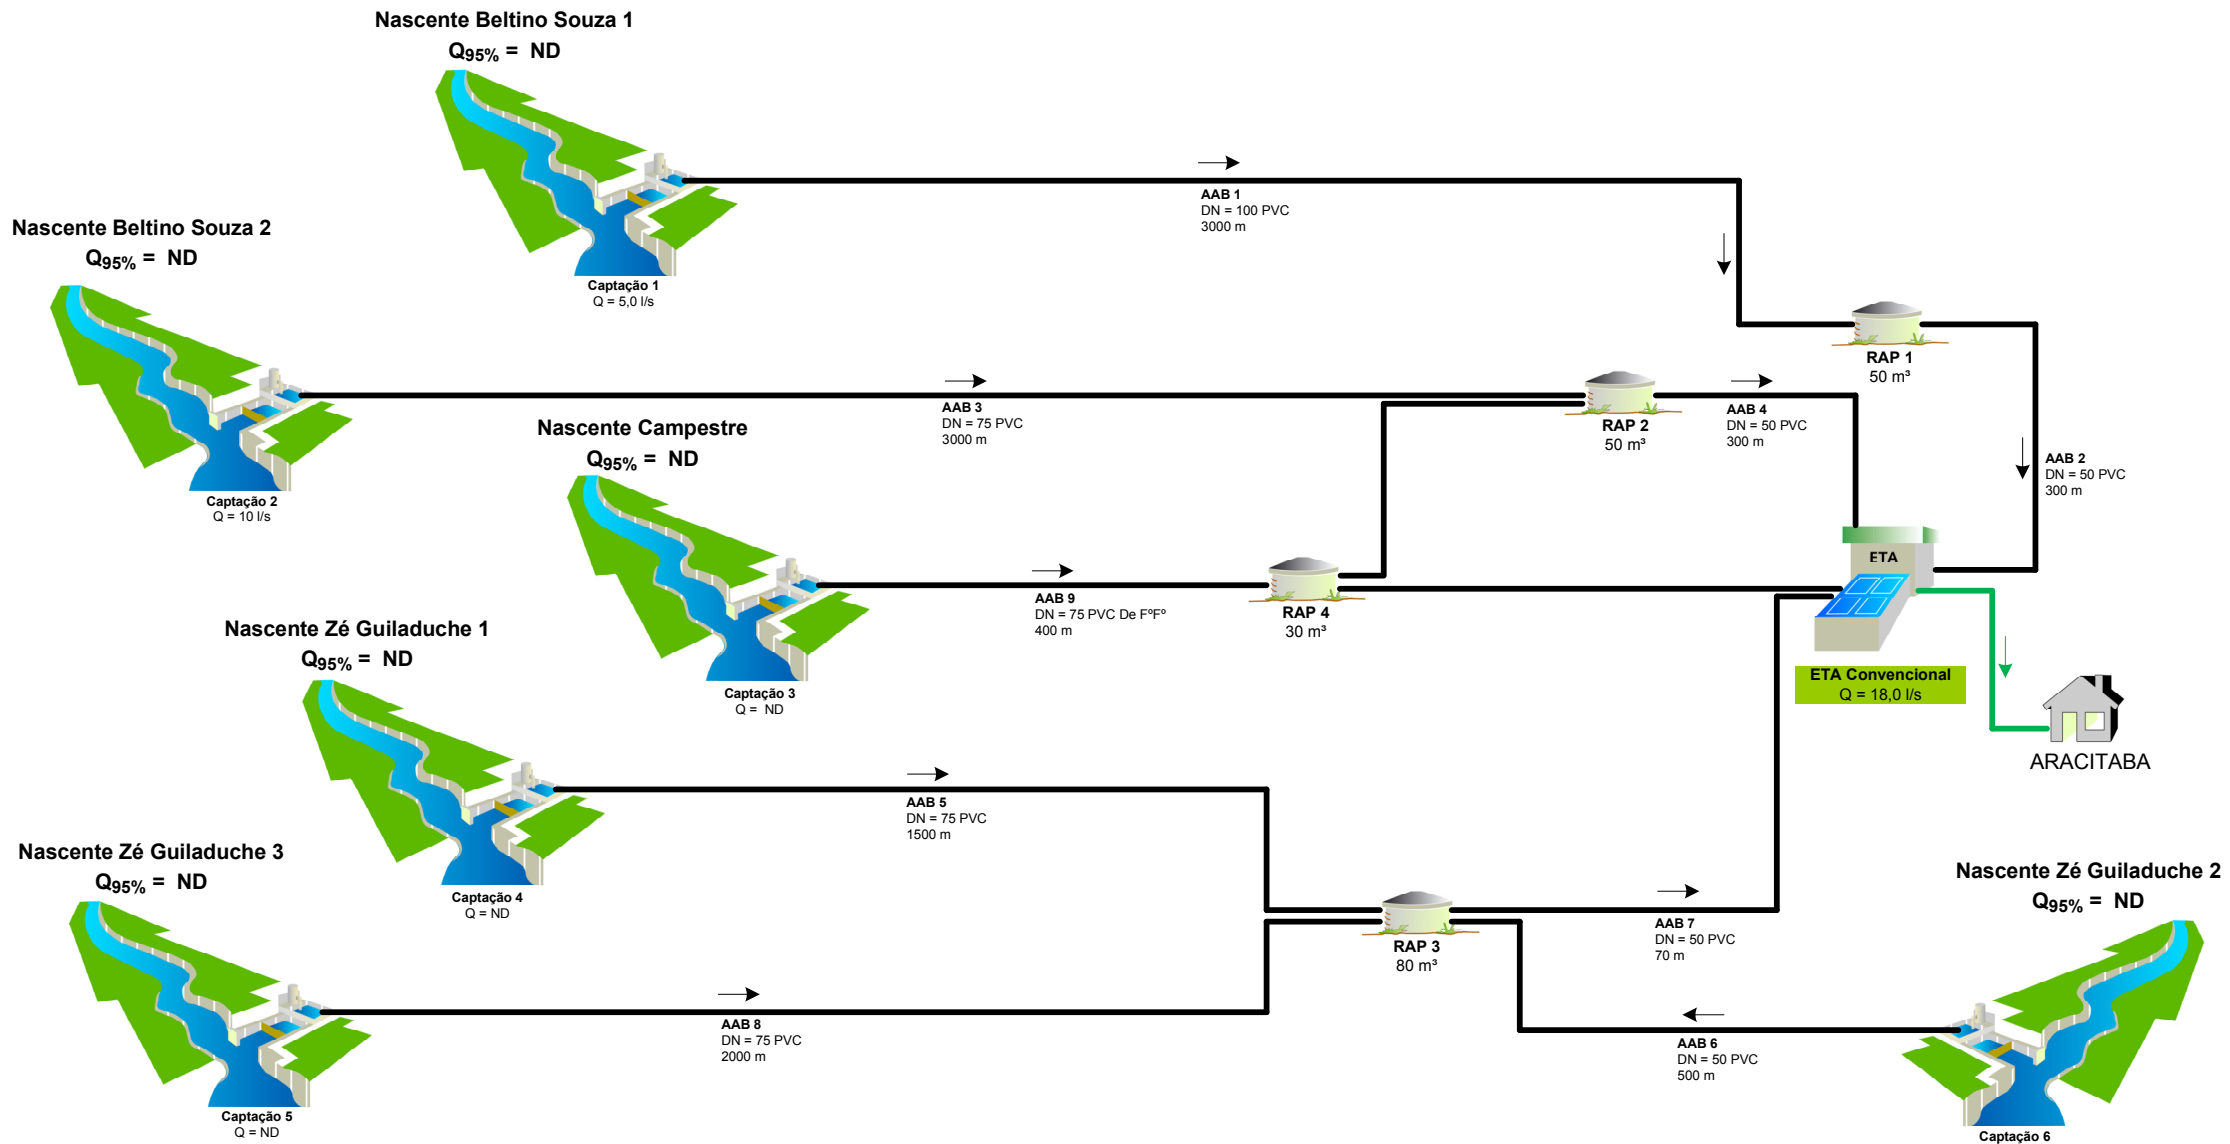 Nascente Beltino Souza 1
Q95% = ND
Captação 1
Q = 5,0 l/s
AAB 1
DN = 100 PVC
3000 m
RAP 1
50 m³
AAB 2
DN = 50 PVC
300 m
Nascente Beltino Souza 2
Q95% = ND
Captação 2
Q = 10 l/s
AAB 3
DN = 75 PVC
3000 m
RAP 2
50 m³
AAB 4
DN = 50 PVC
300 m
Nascente Campestre
Q95% = ND
Captação 3
Q = ND
AAB 9
DN = 75 PVC De FºFº
400 m
RAP 4
30 m³
ETA
ETA Convencional
Q = 18,0 l/s
ARACITABA
Nascente Zé Guiladuche 1
Q95% = ND
Captação 4
Q = ND
AAB 5
DN = 75 PVC
1500 m
Nascente Zé Guiladuche 3
Q95% = ND
Captação 5
Q = ND
AAB 8
DN = 75 PVC
2000 m
RAP 3
80 m³
AAB 7
DN = 50 PVC
70 m
AAB 6
DN = 50 PVC
500 m
Nascente Zé Guiladuche 2
Q95% = ND
Captação 6